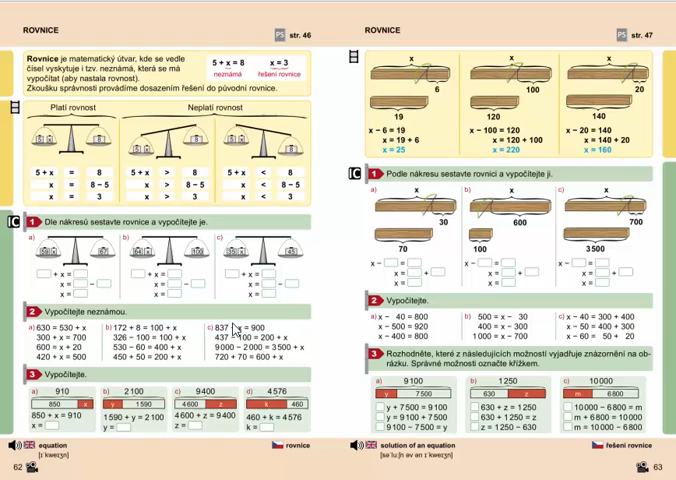 ROVNICE
PS str. 46
Rovnice je matematický útvar, kde se vedle
čísel vyskytuje i tzv. neznámá, která se má
vypočítat (aby nastala rovnost).
Zkoušku správnosti provádíme dosazením řešení do původní rovnice.
5 + x = 8 x = 3
neznámá řešení rovnice
Platí rovnost Neplatí rovnost
5 + x = 8 5 + x > 8 5 + x < 8
x = 8 – 5 x > 8 – 5 x < 8 – 5
x = 3 x > 3 x < 3
1 Dle nákresů sestavte rovnice a vypočítejte je.
a) b) c)
+ x = + x = + x =
x = – x = – x = –
x = x = x =
2 Vypočítejte neznámou.
a) 630 = 530 + x b) 172 + 8 = 100 + x c) 837 x = 900
300 + x = 700 326 – 100 = 100 + x 437 100 = 200 + x
600 = x + 20 530 – 60 = 400 + x 9 000 – 2 000 = 3 500 + x
420 + x = 500 450 + 50 = 200 + x 720 + 70 = 600 + x
3 Vypočítejte.
a) 910 b) 2 100 c) 9 400 d) 4 576
850 x y 1 590 4 600 z k 460
850 + x = 910 1 590 + y = 2 100 4 600 + z = 9 400 460 + k = 4 576
x = y = z = k =
equation rovnice
[ɪˈkweɪʒn]
62
ROVNICE
PS str. 47
x x x
6 100 20
19 120 140
x – 6 = 19 x – 100 = 120 x – 20 = 140
x = 19 + 6 x = 120 + 100 x = 140 + 20
x = 25 x = 220 x = 160
1 Podle nákresu sestavte rovnici a vypočítejte ji.
a) x b) x c) x
30 600 700
70 100 3 500
x – = x – = x – =
x = + x = + x = +
x = x = x =
2 Vypočítejte.
a) x – 40 = 800 b) 500 = x – 30 c) x – 40 = 300 + 400
x – 500 = 920 400 = x – 300 x – 50 = 400 + 300
x – 400 = 800 1 000 = x – 700 x – 60 = 50 + 20
3 Rozhodněte, které z následujících možností vyjadřuje znázornění na ob-
rázku. Správné možnosti označte křížkem.
a) 9 100 b) 1 250 c) 10 000
y 7 500 630 z m 6 800
y + 7 500 = 9 100 630 + z = 1 250 10 000 – 6 800 = m
9 100 + y = 7 500 630 + 1 250 = z m + 6 800 = 10 000
9 100 – 7 500 = y z = 1 250 – 630 m = 10 000 – 6 800
solution of an equation řešení rovnice
63